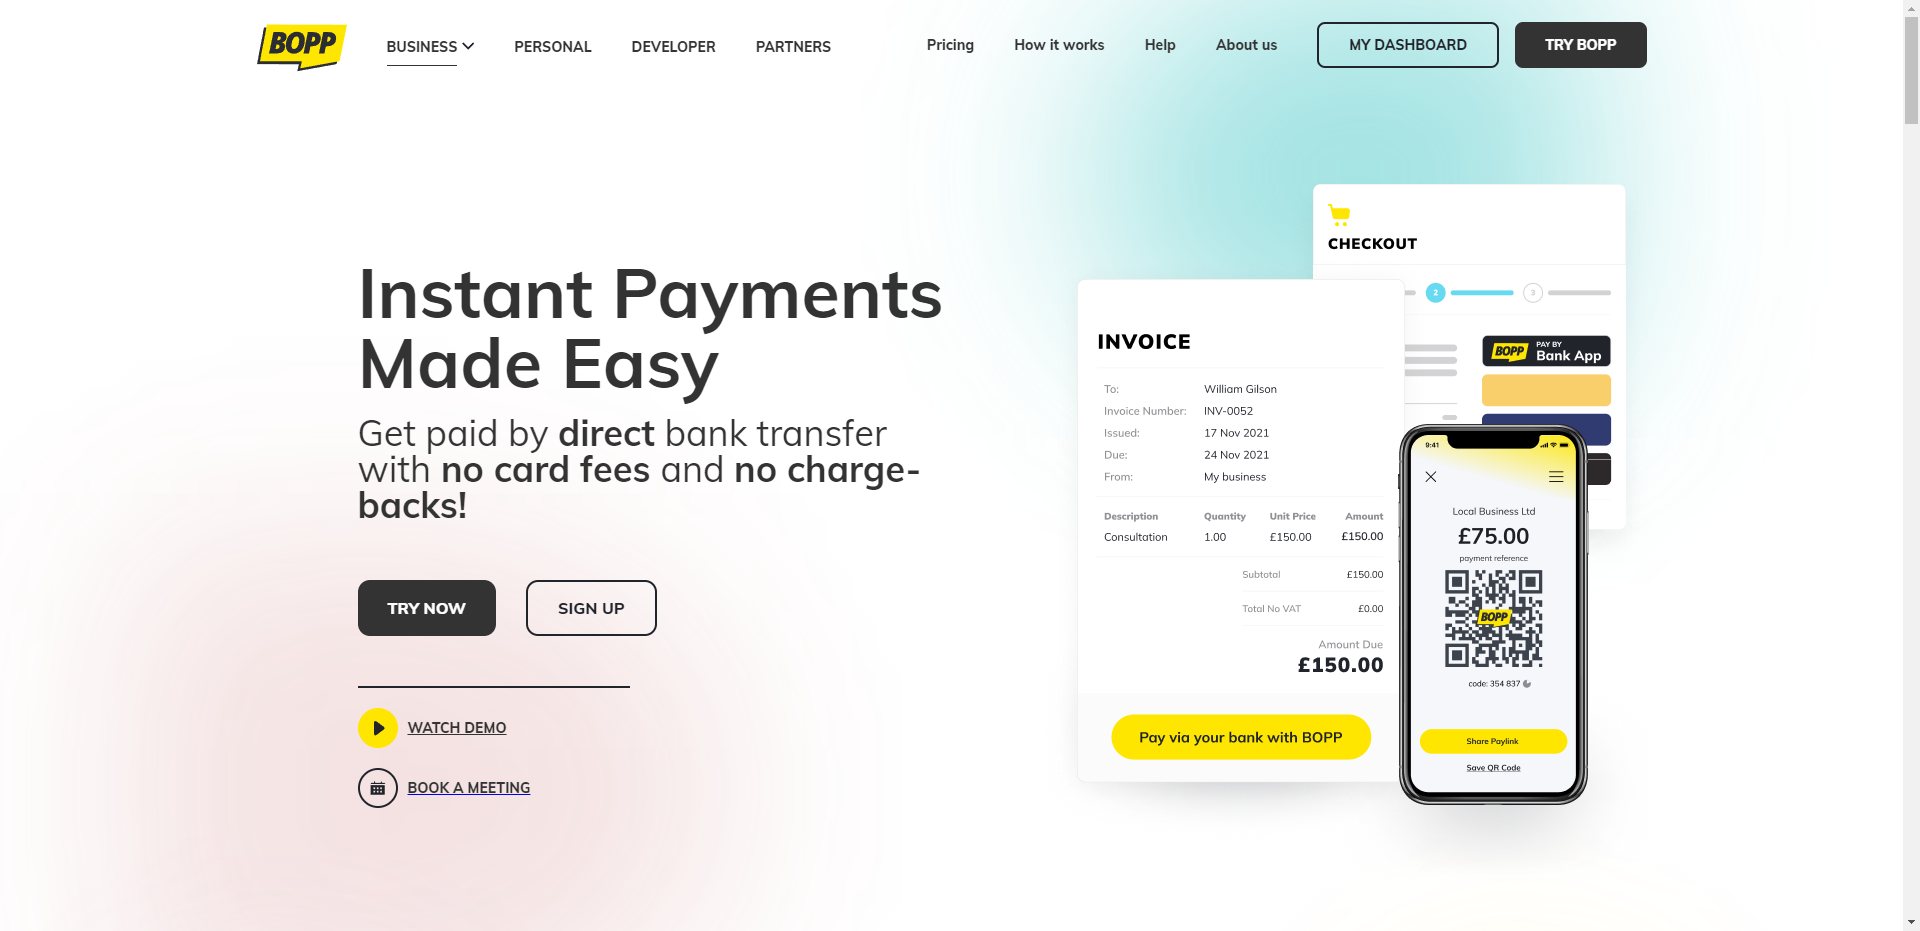 BOPP
BUSINESS
PERSONAL
DEVELOPER
PARTNERS
Pricing
How it works
Help
About us
MY DASHBOARD
TRY BOPP
Instant Payments
Made Easy
Get paid by direct bank transfer
with no card fees and no charge-
backs!
TRY NOW
SIGN UP
WATCH DEMO
BOOK A MEETING
CHECKOUT
2
3
BOPP PAY BY
Bank App
INVOICE
To: William Gilson
Invoice Number: INV-0052
Issued: 17 Nov 2021
Due: 24 Nov 2021
From: My business
Description Quantity Unit Price Amount
Consultation 1.00 £150.00 £150.00
Subtotal £150.00
Total No VAT £0.00
Amount Due
£150.00
Pay via your bank with BOPP
9:41
Local Business Ltd
£75.00
payment reference
BOPP
code: 354 837
Share Paylink
Save QR Code